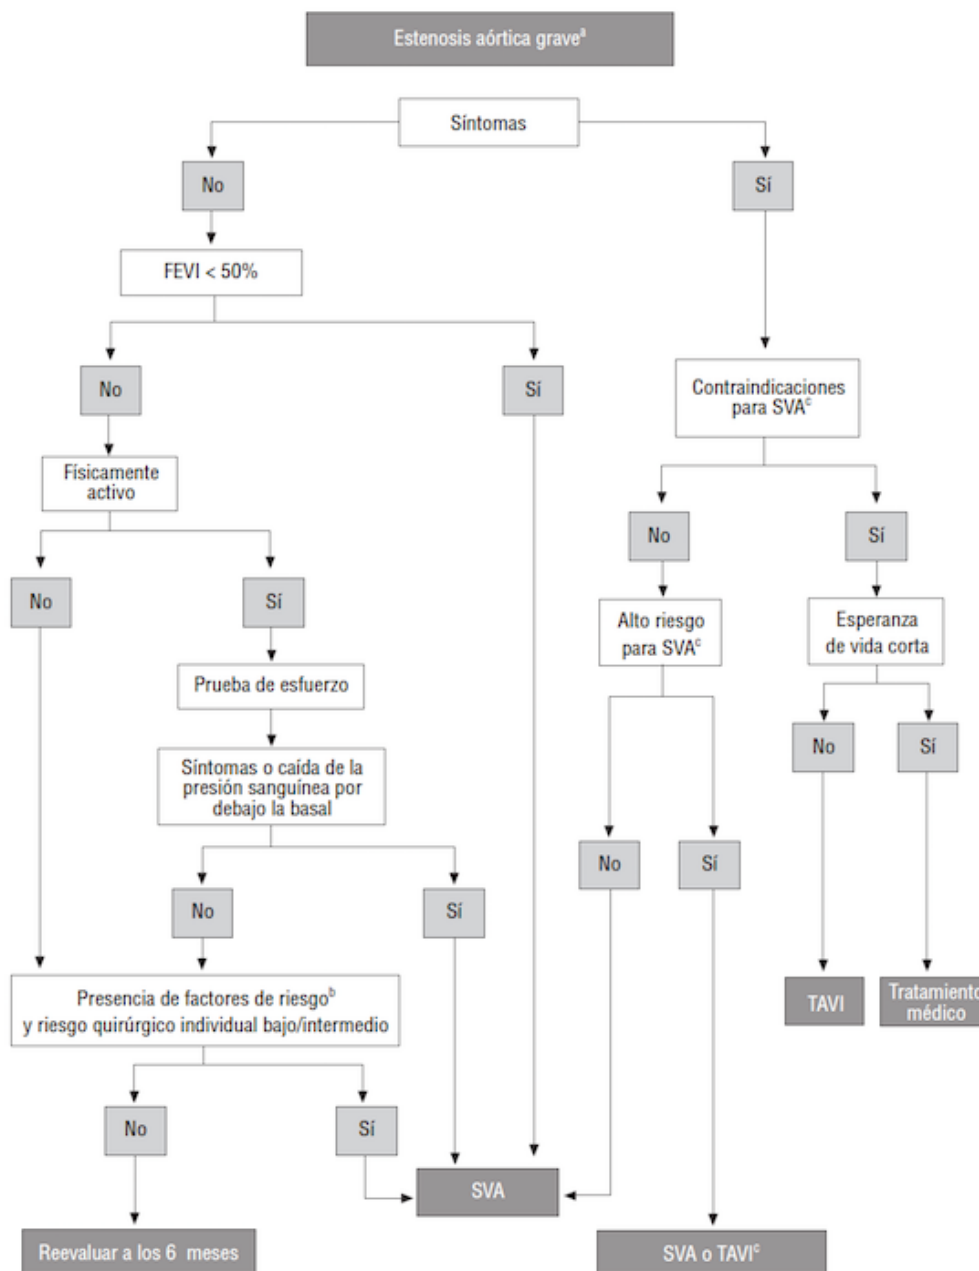 Estenosis aórtica graveª
Síntomas
No
Sí
FEVI < 50%
No
Sí
Contraindicaciones
para SVAᶜ
Físicamente
activo
No
Sí
No
Sí
Alto riesgo
para SVAᶜ
Esperanza
de vida corta
Prueba de esfuerzo
No
Sí
Síntomas o caída de la
presión sanguínea por
debajo la basal
No
Sí
No
Sí
Presencia de factores de riesgoᵇ
y riesgo quirúrgico individual bajo/intermedio
TAVI
Tratamiento
médico
No
Sí
SVA
Reevaluar a los 6 meses
SVA o TAVIᶜ